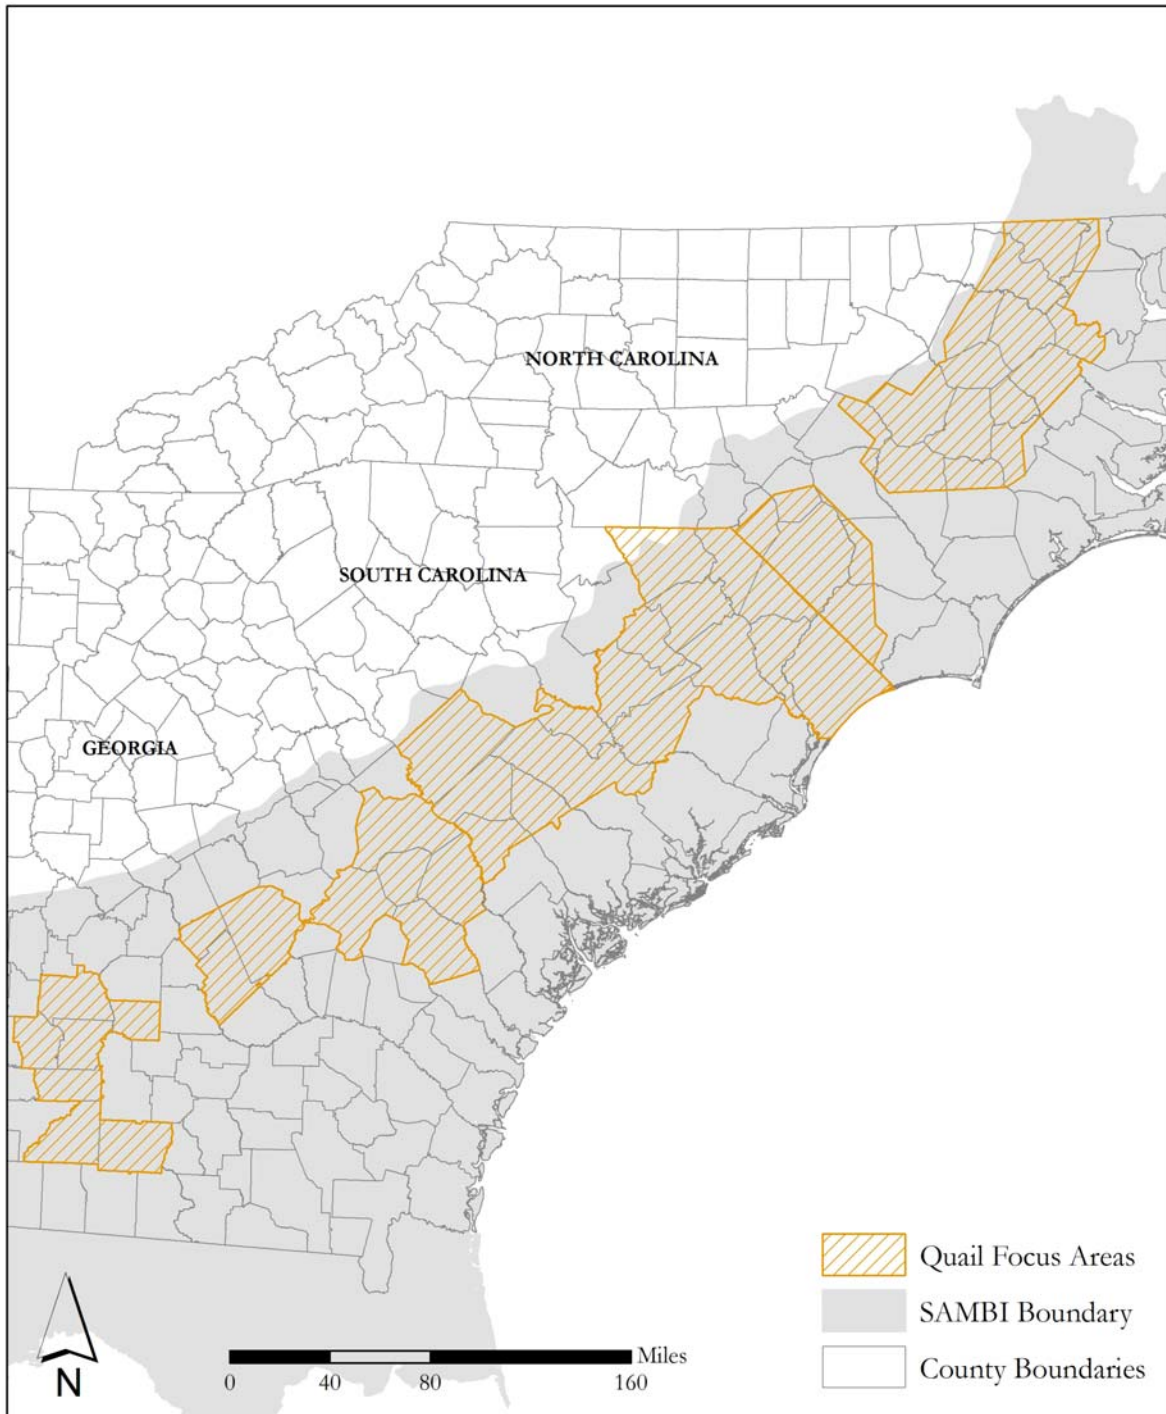 NORTH CAROLINA
SOUTH CAROLINA
GEORGIA
Quail Focus Areas
SAMBI Boundary
County Boundaries
N
Miles
0 40 80 160